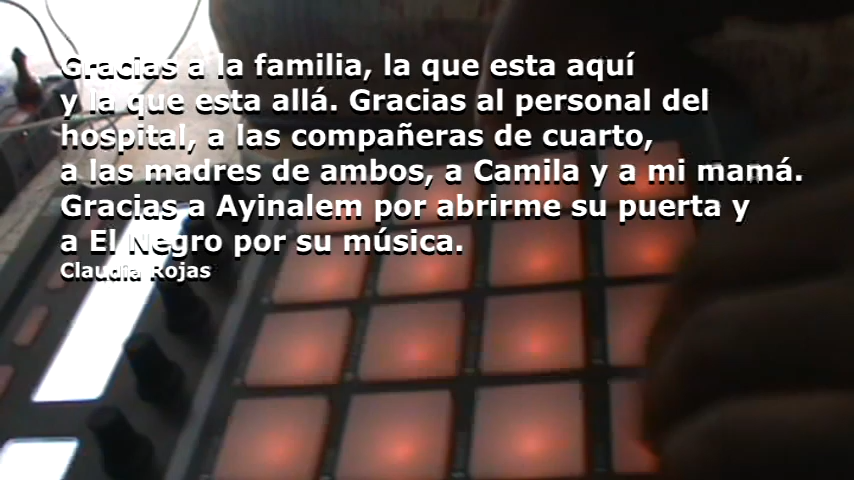 Gracias a la familia, la que esta aquí
y la que esta allá. Gracias al personal del
hospital, a las compañeras de cuarto,
a las madres de ambos, a Camila y a mi mamá.
Gracias a Ayinalem por abrirme su puerta y
a El Negro por su música.
Claudia Rojas